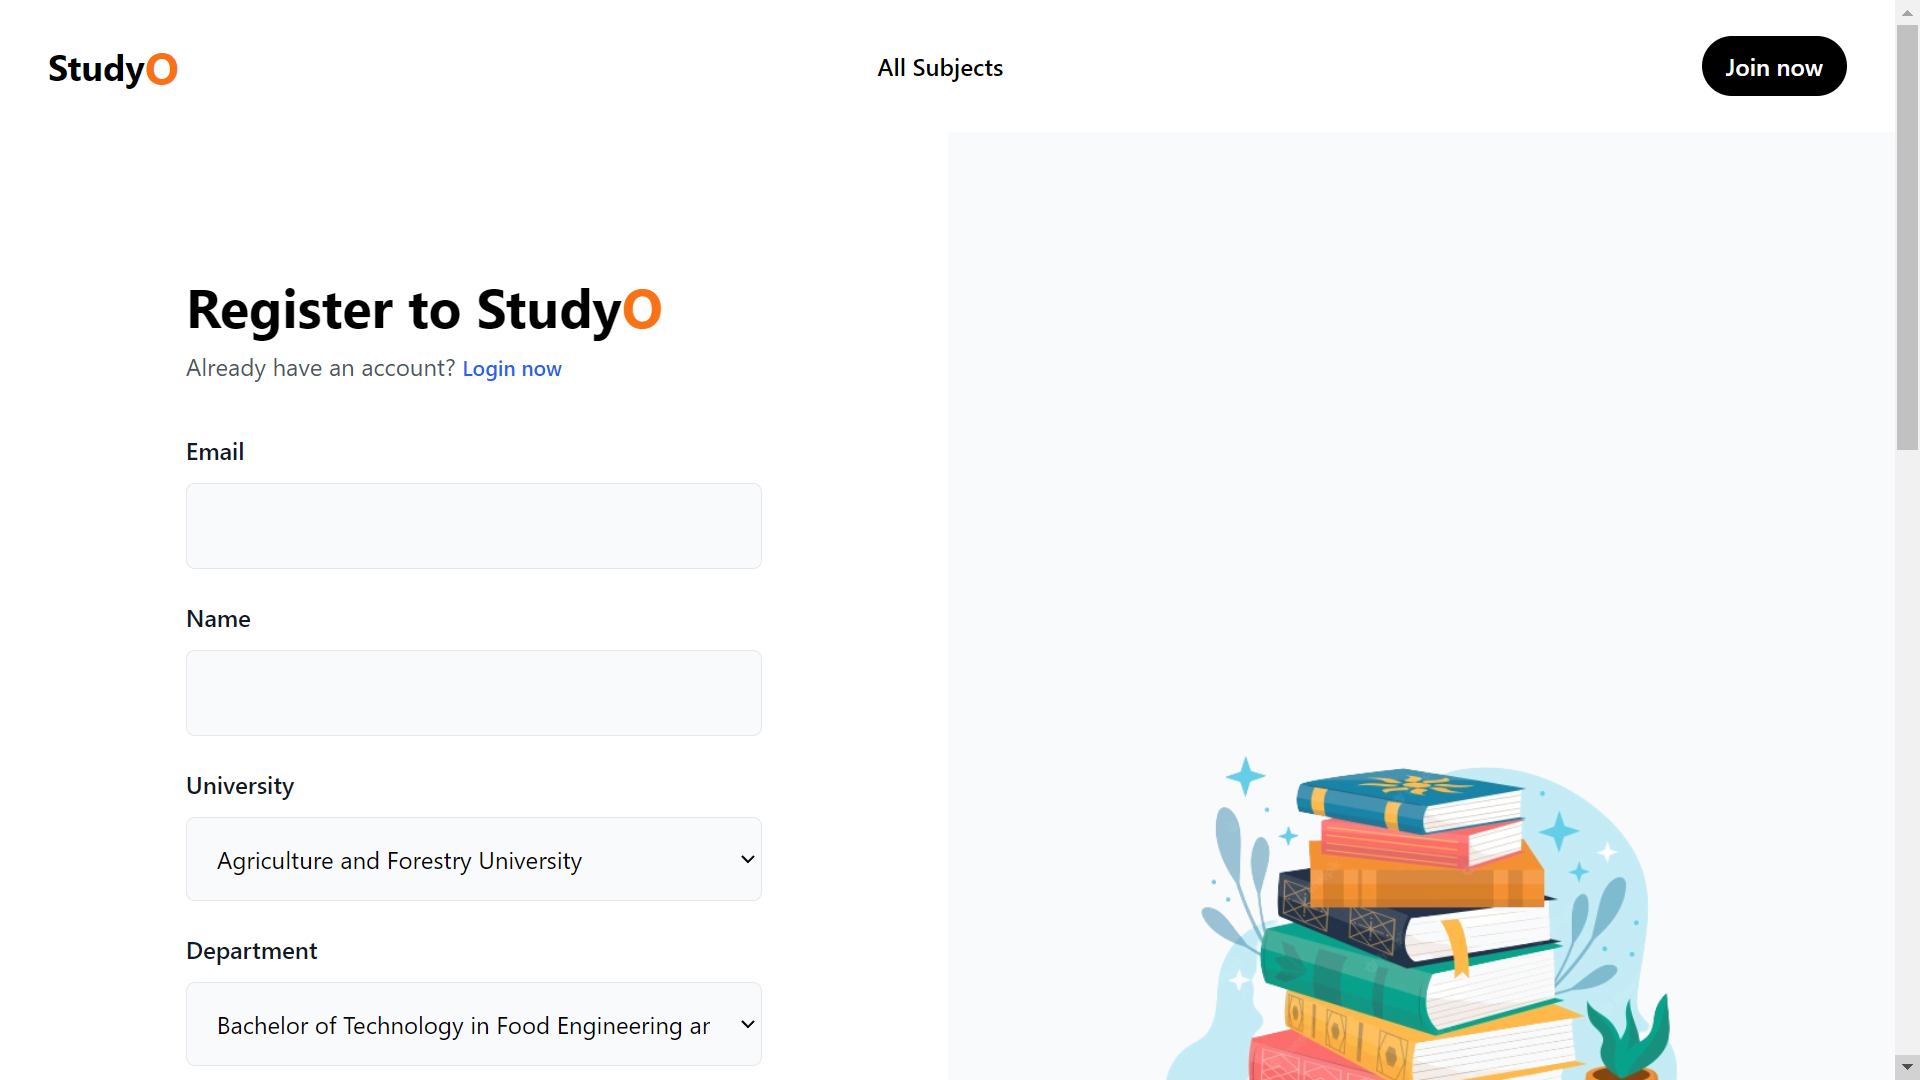 StudyO
All Subjects
Join now
Register to StudyO
Already have an account? Login now
Email
Name
University
Agriculture and Forestry University
Department
Bachelor of Technology in Food Engineering ar